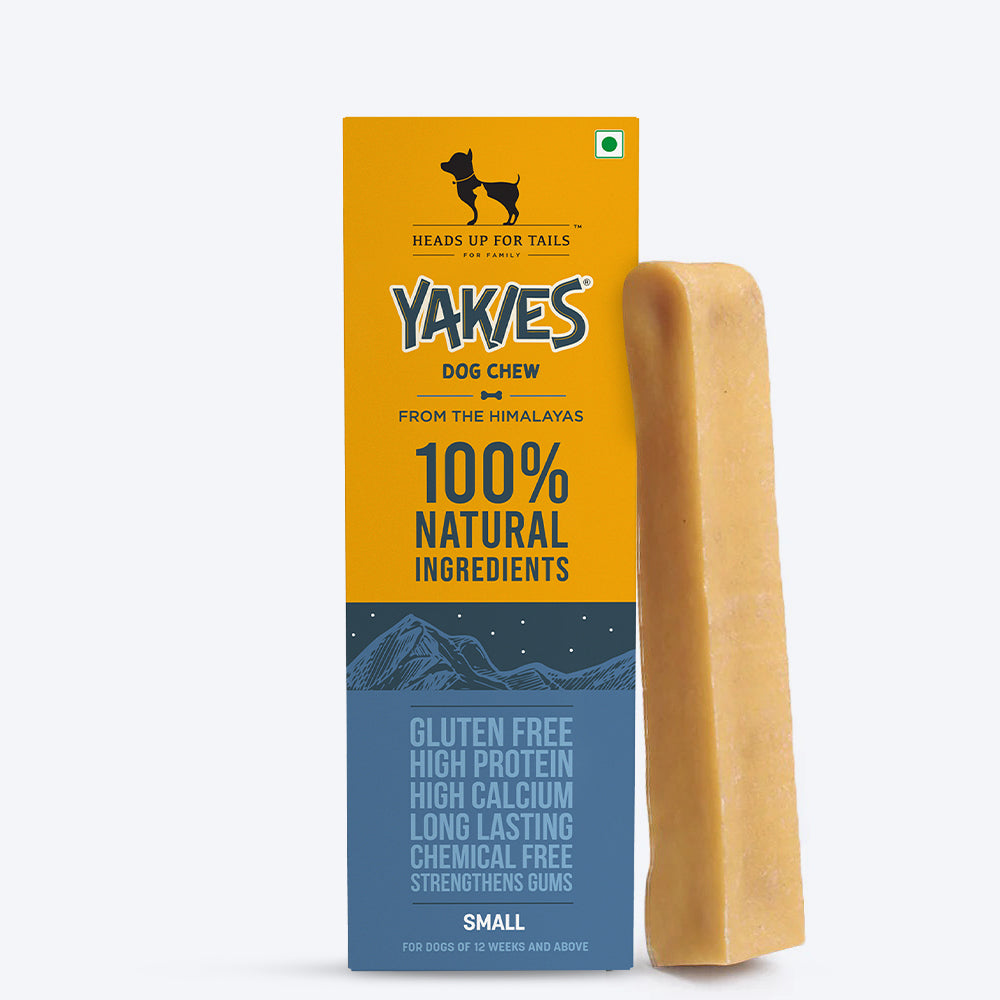 HEADS UP FOR TAILS™
FOR FAMILY
YAKIES®
DOG CHEW
FROM THE HIMALAYAS
100%
NATURAL
INGREDIENTS
GLUTEN FREE
HIGH PROTEIN
HIGH CALCIUM
LONG LASTING
CHEMICAL FREE
STRENGTHENS GUMS
SMALL
FOR DOGS OF 12 WEEKS AND ABOVE